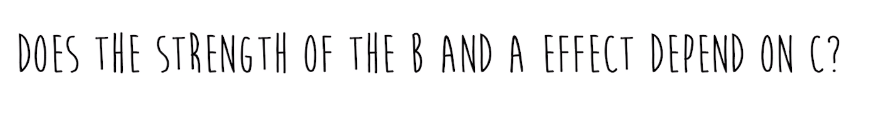 DOES THE STRENGTH OF THE B AND A EFFECT DEPEND ON C?